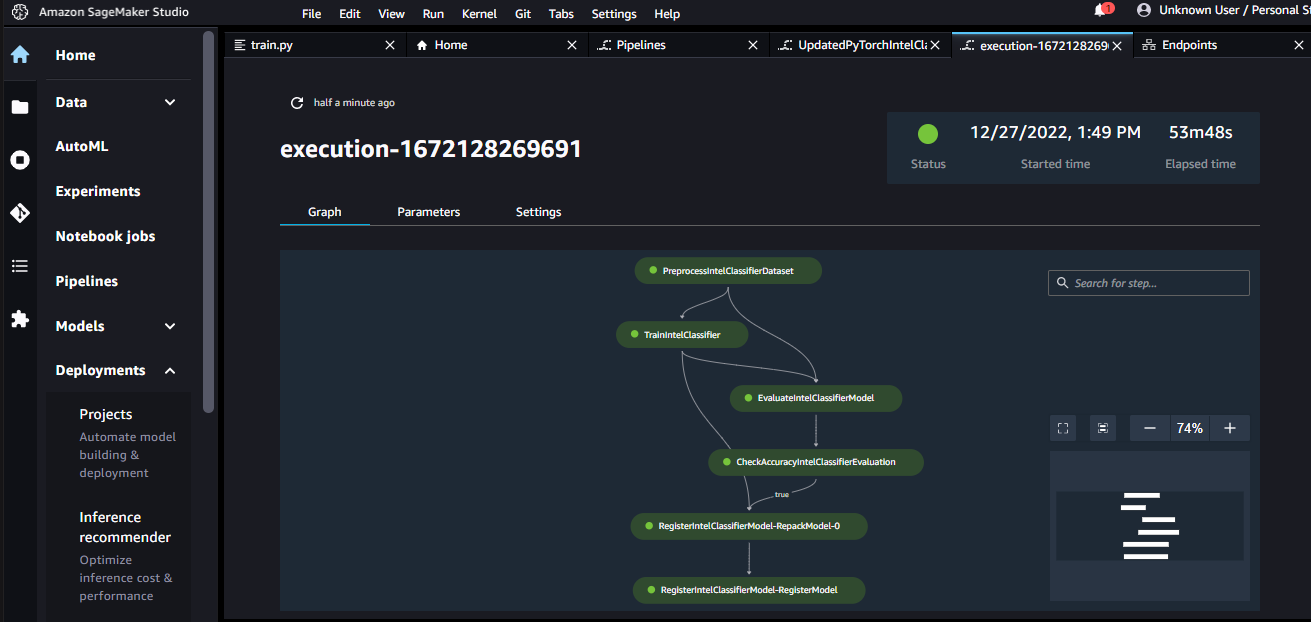 Amazon SageMaker Studio
File Edit View Run Kernel Git Tabs Settings Help
1
Unknown User / Personal St
train.py
Home
Pipelines
UpdatedPyTorchIntelCla
execution-1672128269
Endpoints
Home
Data
AutoML
Experiments
Notebook jobs
Pipelines
Models
Deployments
Projects
Automate model
building &
deployment
Inference
recommender
Optimize
inference cost &
performance
half a minute ago
execution-1672128269691
12/27/2022, 1:49 PM 53m48s
Status Started time Elapsed time
Graph Parameters Settings
PreprocessIntelClassifierDataset
Search for step...
TrainIntelClassifier
EvaluateIntelClassifierModel
74%
CheckAccuracyIntelClassifierEvaluation
true
RegisterIntelClassifierModel-RepackModel-0
RegisterIntelClassifierModel-RegisterModel